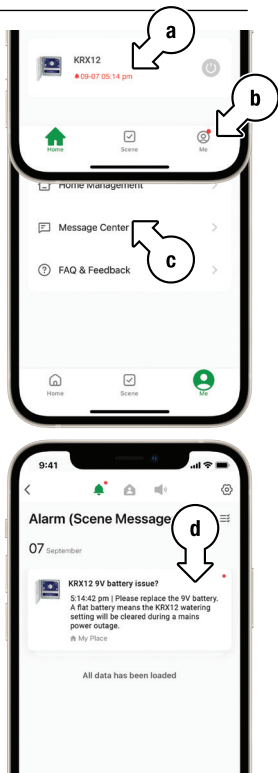 a
KRX12
09-07 05:14 pm
b
Home
Scene
Me
Home Management
Message Center
c
FAQ & Feedback
Home
Scene
Me
9:41
Alarm (Scene Message
d
07 September
KRX12 9V battery issue?
5:14:42 pm | Please replace the 9V battery.
A flat battery means the KRX12 watering
setting will be cleared during a mains
power outage.
My Place
All data has been loaded